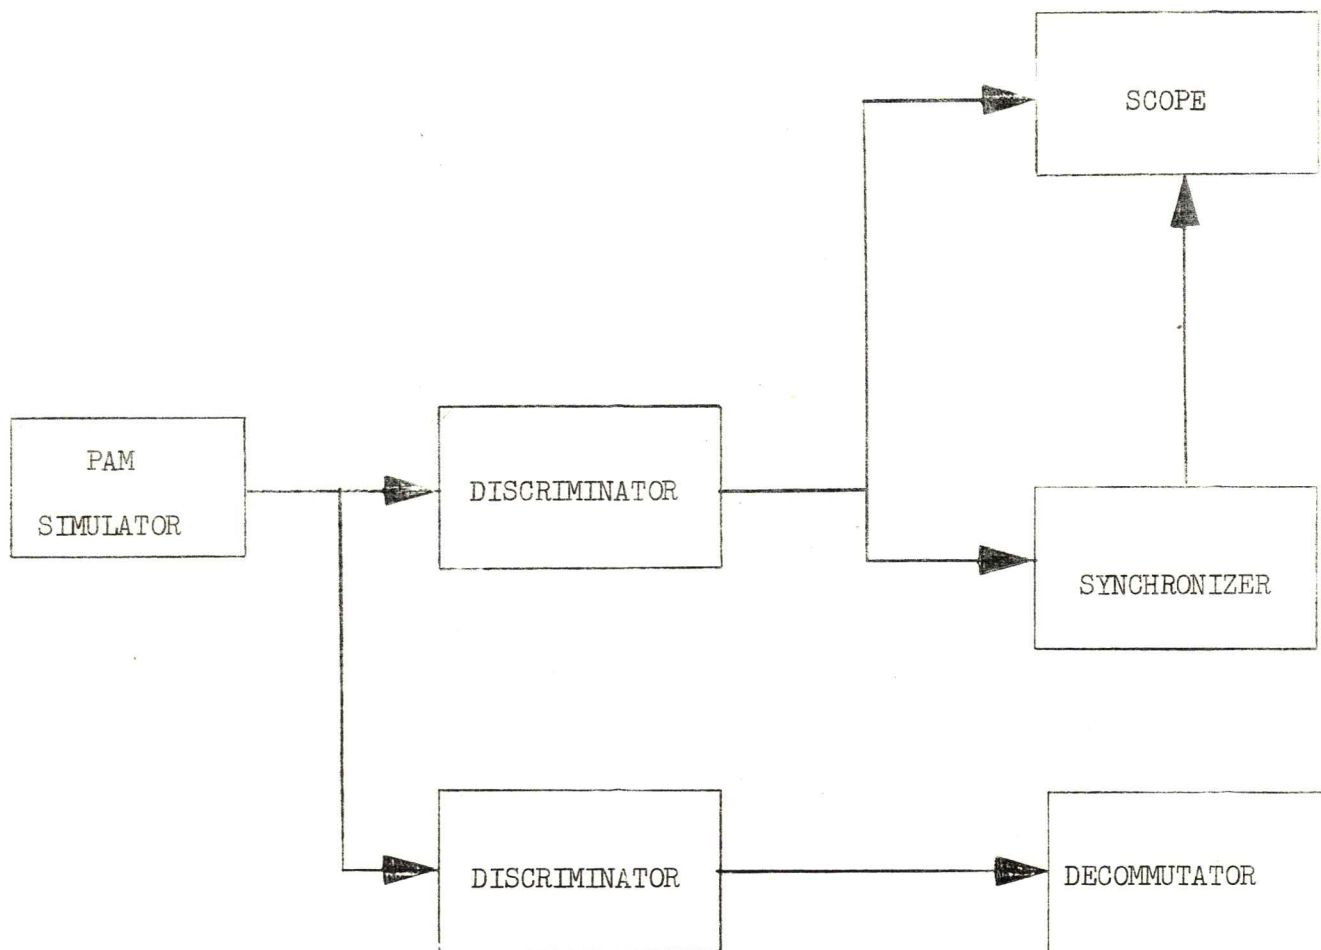 SCOPE
PAM
SIMULATOR
DISCRIMINATOR
SYNCHRONIZER
DISCRIMINATOR
DECOMMUTATOR